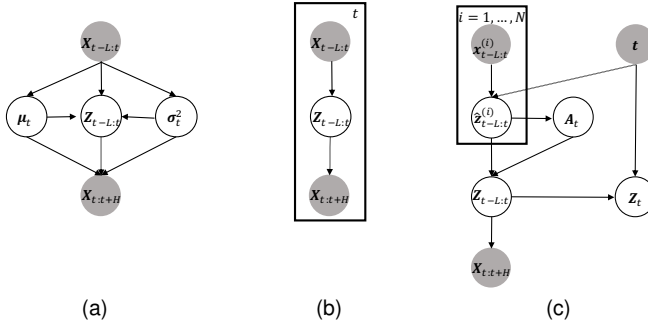 X_{t-L:t}
μ_t Z_{t-L:t} σ_t^2
X_{t:t+H}
(a)
t
X_{t-L:t}
Z_{t-L:t}
X_{t:t+H}
(b)
i = 1, ..., N
x_{t-L:t}^{(i)} t
ẑ_{t-L:t}^{(i)} A_t
Z_{t-L:t} Z_t
X_{t:t+H}
(c)